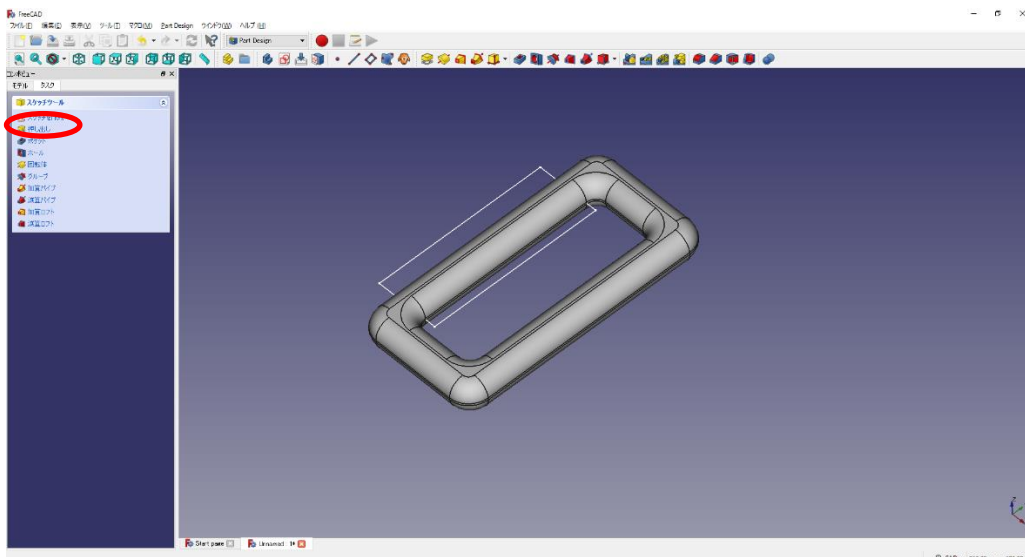 FreeCAD
ファイル(F) 編集(E) 表示(V) ツール(T) マクロ(M) Part Design ウインドウ(W) ヘルプ(H)
Part Design
コンボビュー
モデル タスク
スケッチツール
押し出し
ポケット
ホール
回転体
グルーブ
加算パイプ
減算パイプ
加算ロフト
減算ロフト
Start page
Unnamed : 1*